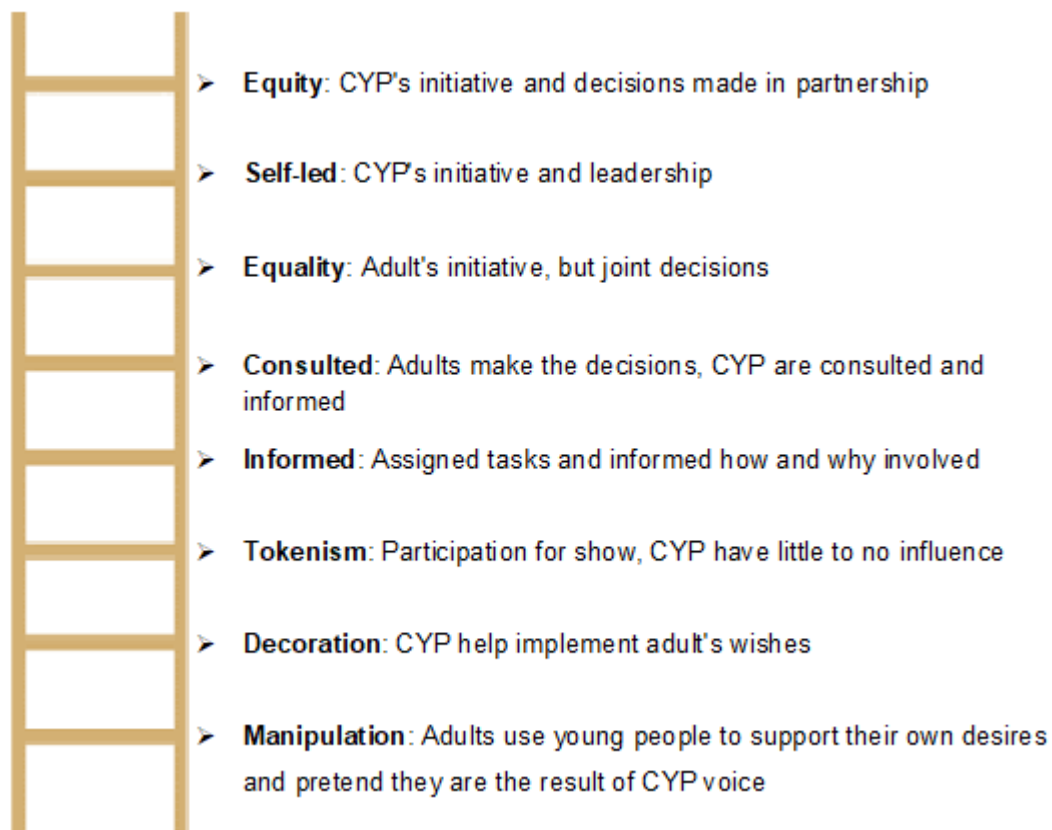 ➢ Equity: CYP's initiative and decisions made in partnership
➢ Self-led: CYP's initiative and leadership
➢ Equality: Adult's initiative, but joint decisions
➢ Consulted: Adults make the decisions, CYP are consulted and
informed
➢ Informed: Assigned tasks and informed how and why involved
➢ Tokenism: Participation for show, CYP have little to no influence
➢ Decoration: CYP help implement adult's wishes
➢ Manipulation: Adults use young people to support their own desires
and pretend they are the result of CYP voice